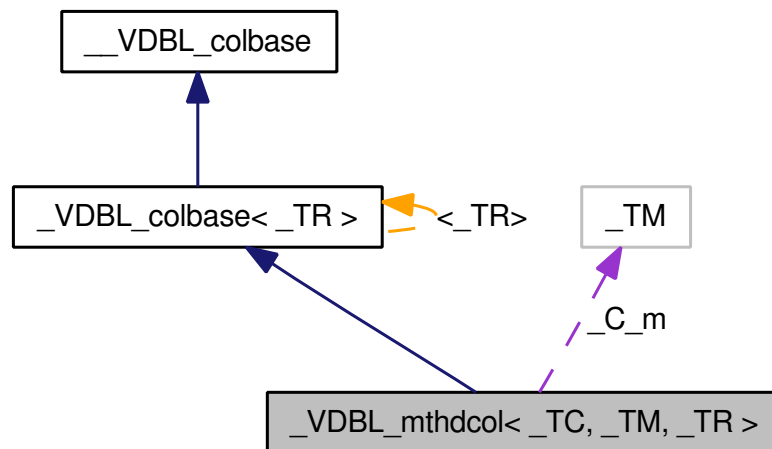 __VDBL_colbase
_VDBL_colbase< _TR >
<_TR>
_TM
_C_m
_VDBL_mthdcol< _TC, _TM, _TR >